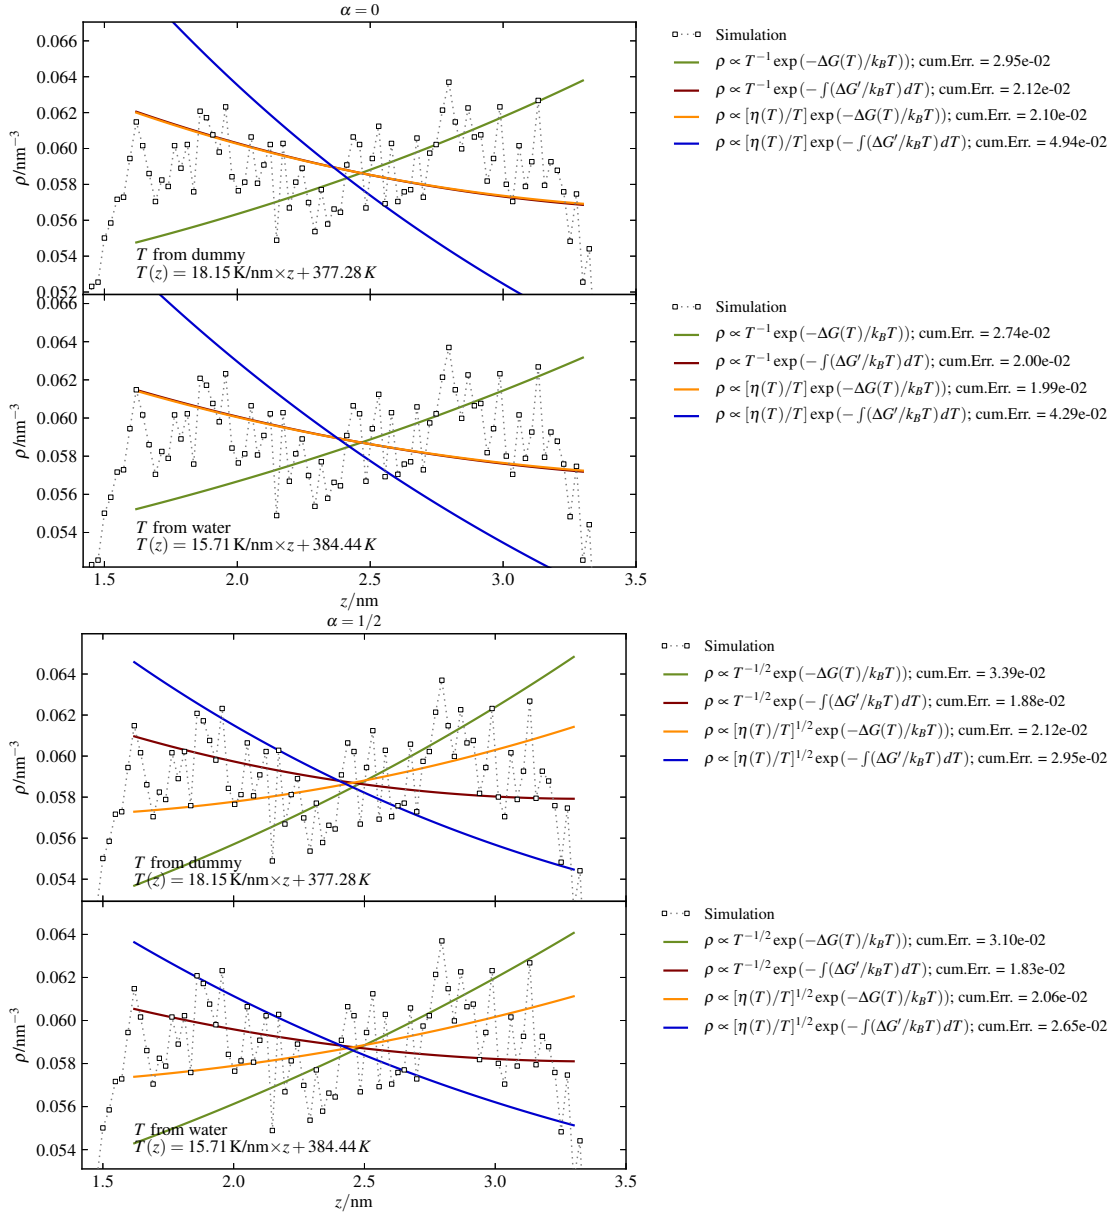 α = 0
0.066
0.064
0.062
0.060
0.058
0.056
0.054
0.052
ρ/nm⁻³
T from dummy
T(z) = 18.15 K/nm×z + 377.28 K
Simulation
ρ ∝ T⁻¹ exp(−ΔG(T)/k_BT)); cum.Err. = 2.95e-02
ρ ∝ T⁻¹ exp(−∫(ΔG′/k_BT) dT); cum.Err. = 2.12e-02
ρ ∝ [η(T)/T] exp(−ΔG(T)/k_BT)); cum.Err. = 2.10e-02
ρ ∝ [η(T)/T] exp(−∫(ΔG′/k_BT) dT); cum.Err. = 4.94e-02
0.066
0.064
0.062
0.060
0.058
0.056
0.054
ρ/nm⁻³
T from water
T(z) = 15.71 K/nm×z + 384.44 K
1.5 2.0 2.5 3.0 3.5
z/nm
Simulation
ρ ∝ T⁻¹ exp(−ΔG(T)/k_BT)); cum.Err. = 2.74e-02
ρ ∝ T⁻¹ exp(−∫(ΔG′/k_BT) dT); cum.Err. = 2.00e-02
ρ ∝ [η(T)/T] exp(−ΔG(T)/k_BT)); cum.Err. = 1.99e-02
ρ ∝ [η(T)/T] exp(−∫(ΔG′/k_BT) dT); cum.Err. = 4.29e-02
α = 1/2
0.064
0.062
0.060
0.058
0.056
0.054
ρ/nm⁻³
T from dummy
T(z) = 18.15 K/nm×z + 377.28 K
Simulation
ρ ∝ T⁻¹/² exp(−ΔG(T)/k_BT)); cum.Err. = 3.39e-02
ρ ∝ T⁻¹/² exp(−∫(ΔG′/k_BT) dT); cum.Err. = 1.88e-02
ρ ∝ [η(T)/T]¹/² exp(−ΔG(T)/k_BT)); cum.Err. = 2.12e-02
ρ ∝ [η(T)/T]¹/² exp(−∫(ΔG′/k_BT) dT); cum.Err. = 2.95e-02
0.064
0.062
0.060
0.058
0.056
0.054
ρ/nm⁻³
T from water
T(z) = 15.71 K/nm×z + 384.44 K
1.5 2.0 2.5 3.0 3.5
z/nm
Simulation
ρ ∝ T⁻¹/² exp(−ΔG(T)/k_BT)); cum.Err. = 3.10e-02
ρ ∝ T⁻¹/² exp(−∫(ΔG′/k_BT) dT); cum.Err. = 1.83e-02
ρ ∝ [η(T)/T]¹/² exp(−ΔG(T)/k_BT)); cum.Err. = 2.06e-02
ρ ∝ [η(T)/T]¹/² exp(−∫(ΔG′/k_BT) dT); cum.Err. = 2.65e-02